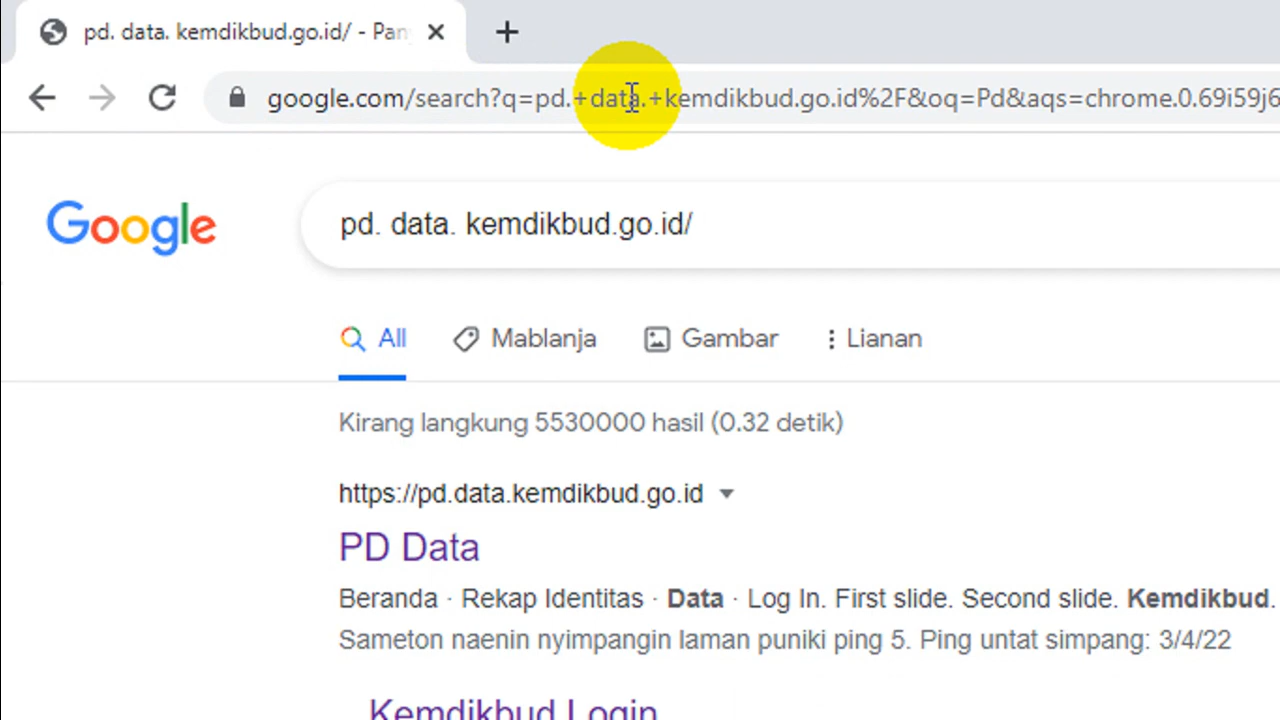 pd. data. kemdikbud.go.id/ - Pan
google.com/search?q=pd.+data.+kemdikbud.go.id%2F&oq=Pd&aqs=chrome.0.69i59j6
Google
pd. data. kemdikbud.go.id/
All Mablanja Gambar Lianan
Kirang langkung 5530000 hasil (0.32 detik)
https://pd.data.kemdikbud.go.id
PD Data
Beranda · Rekap Identitas · Data · Log In. First slide. Second slide. Kemdikbud.
Sameton naenin nyimpangin laman puniki ping 5. Ping untat simpang: 3/4/22
Kemdikbud Login